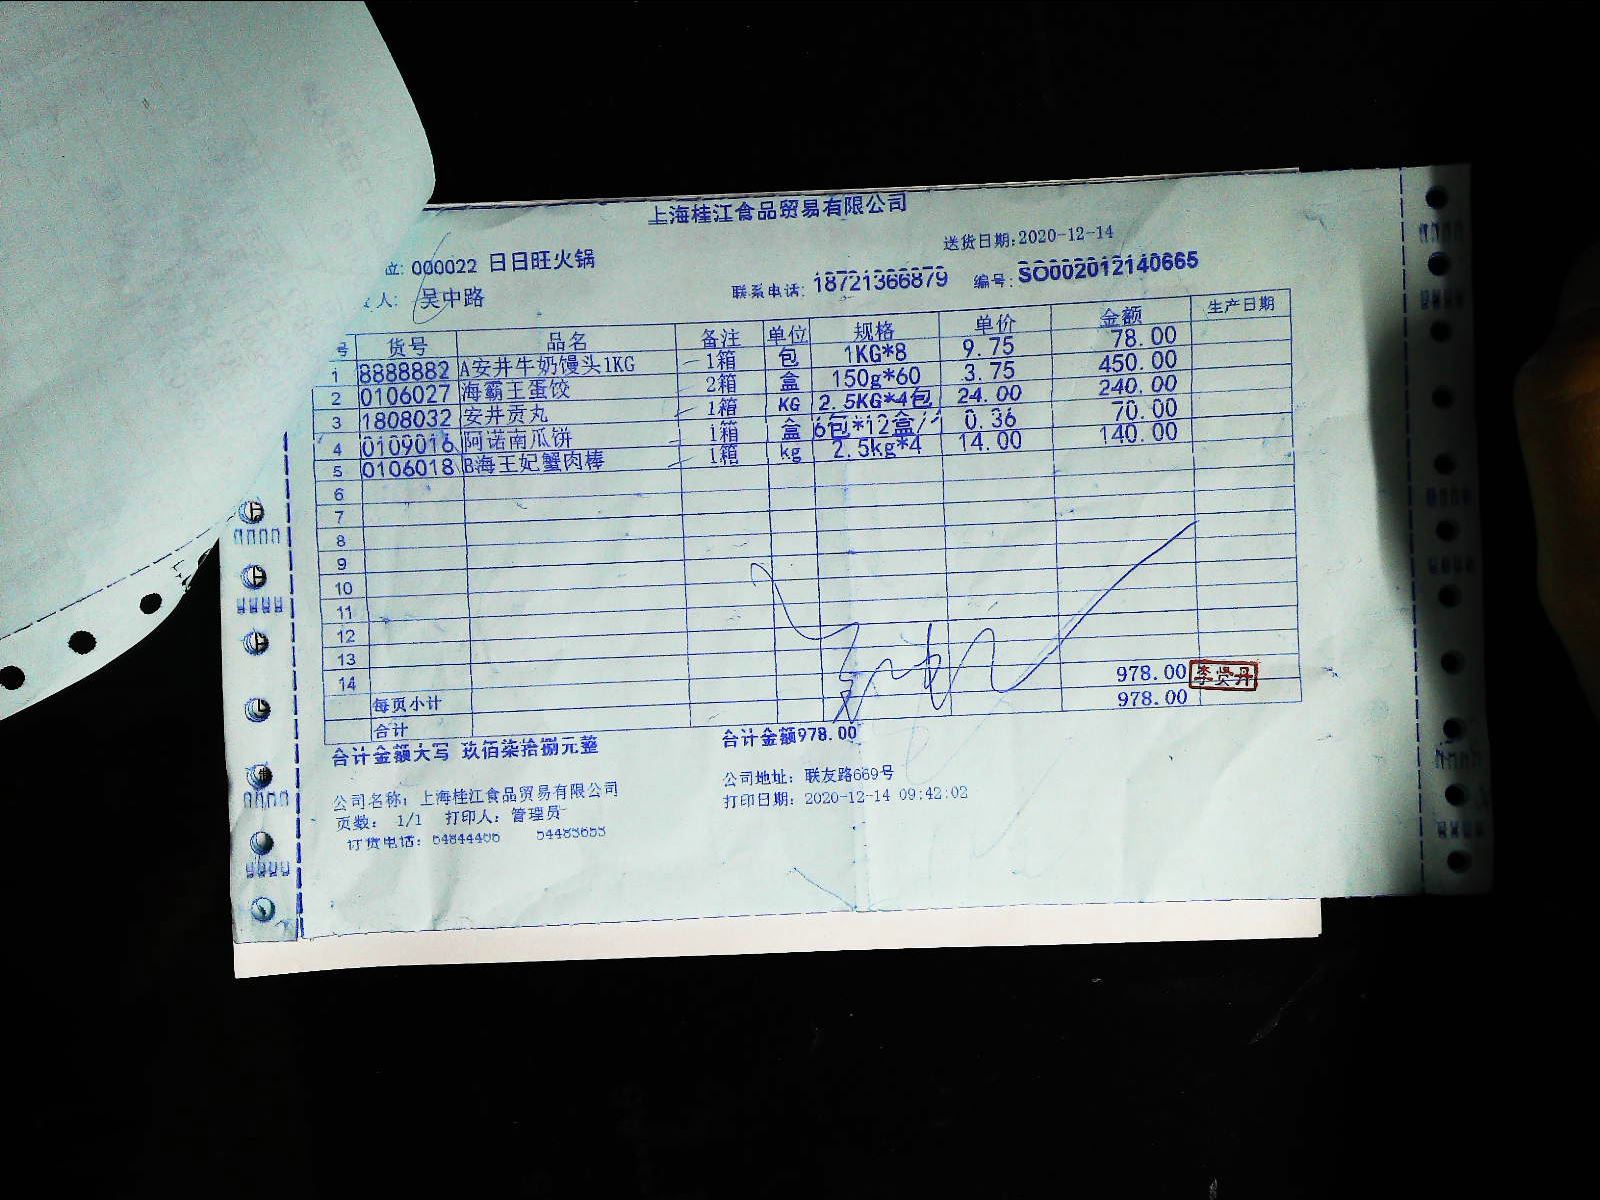 上海桂江食品贸易有限公司
送货日期:2020-12-14
位: 000022 日日旺火锅
人: 吴中路 联系电话: 18721366879 编号: SO002012140665
号 货号 品名 备注 单位 规格 单价 金额 生产日期
1 8888882 A安井牛奶馒头1KG 1箱 包 1KG*8 9.75 78.00
2 0106027 海霸王蛋饺 2箱 盒 150g*60 3.75 450.00
3 1808032 安井贡丸 1箱 KG 2.5KG*4包 24.00 240.00
4 0109016 阿诺南瓜饼 1箱 盒 6包*12盒/ 0.36 70.00
5 0106018 B海王妃蟹肉棒 1箱 kg 2.5kg*4 14.00 140.00
6
7
8
9
10
11
12
13
14
每页小计 978.00 李贤丹
合计 978.00
合计金额大写 玖佰柒拾捌元整 合计金额978.00
公司名称: 上海桂江食品贸易有限公司 公司地址: 联友路669号
页数: 1/1 打印人: 管理员 打印日期: 2020-12-14 09:42:02
订货电话: 64844406 54485653